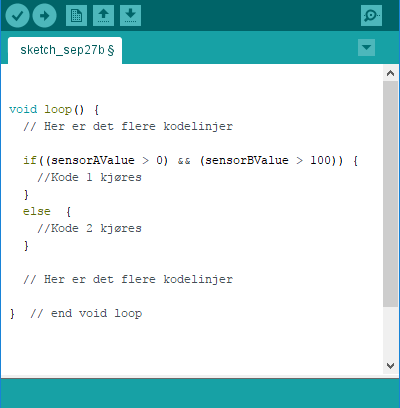 sketch_sep27b §
void loop() {
// Her er det flere kodelinjer
if((sensorAValue > 0) && (sensorBValue > 100)) {
//Kode 1 kjøres
}
else  {
//Kode 2 kjøres
}
// Her er det flere kodelinjer
}  // end void loop